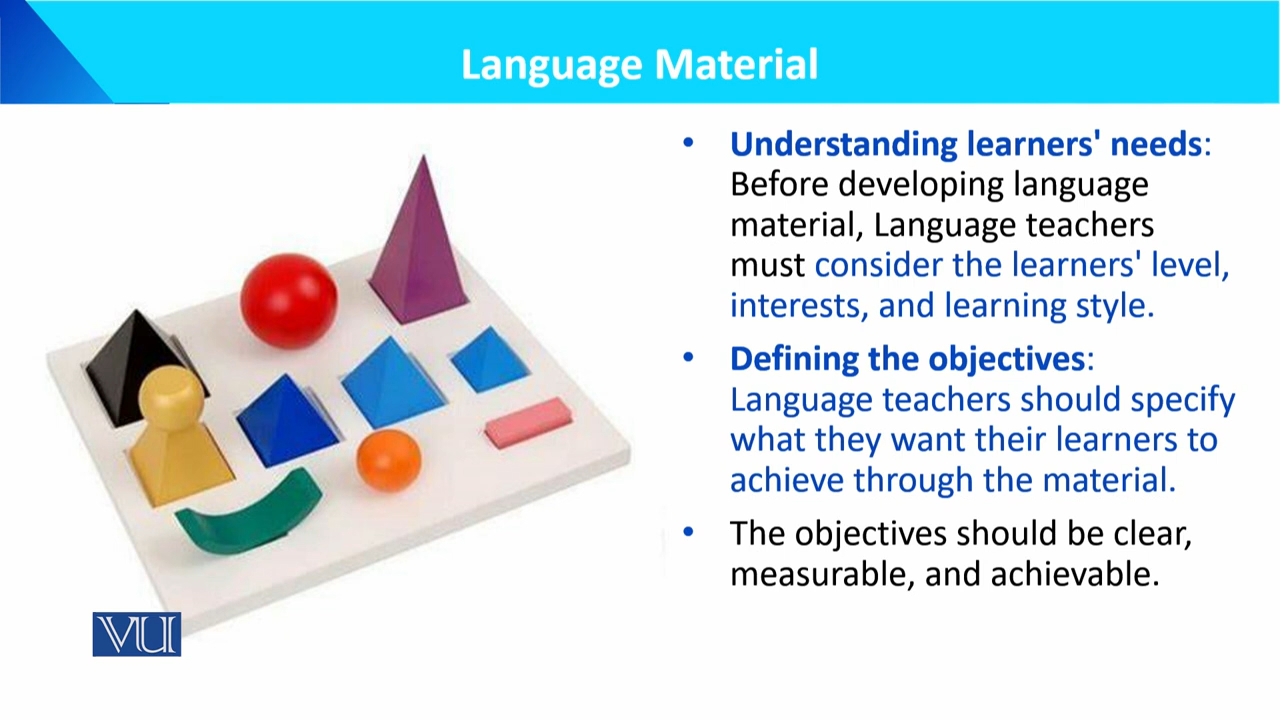 Language Material
• Understanding learners' needs:
Before developing language
material, Language teachers
must consider the learners' level,
interests, and learning style.
• Defining the objectives:
Language teachers should specify
what they want their learners to
achieve through the material.
• The objectives should be clear,
measurable, and achievable.
VU